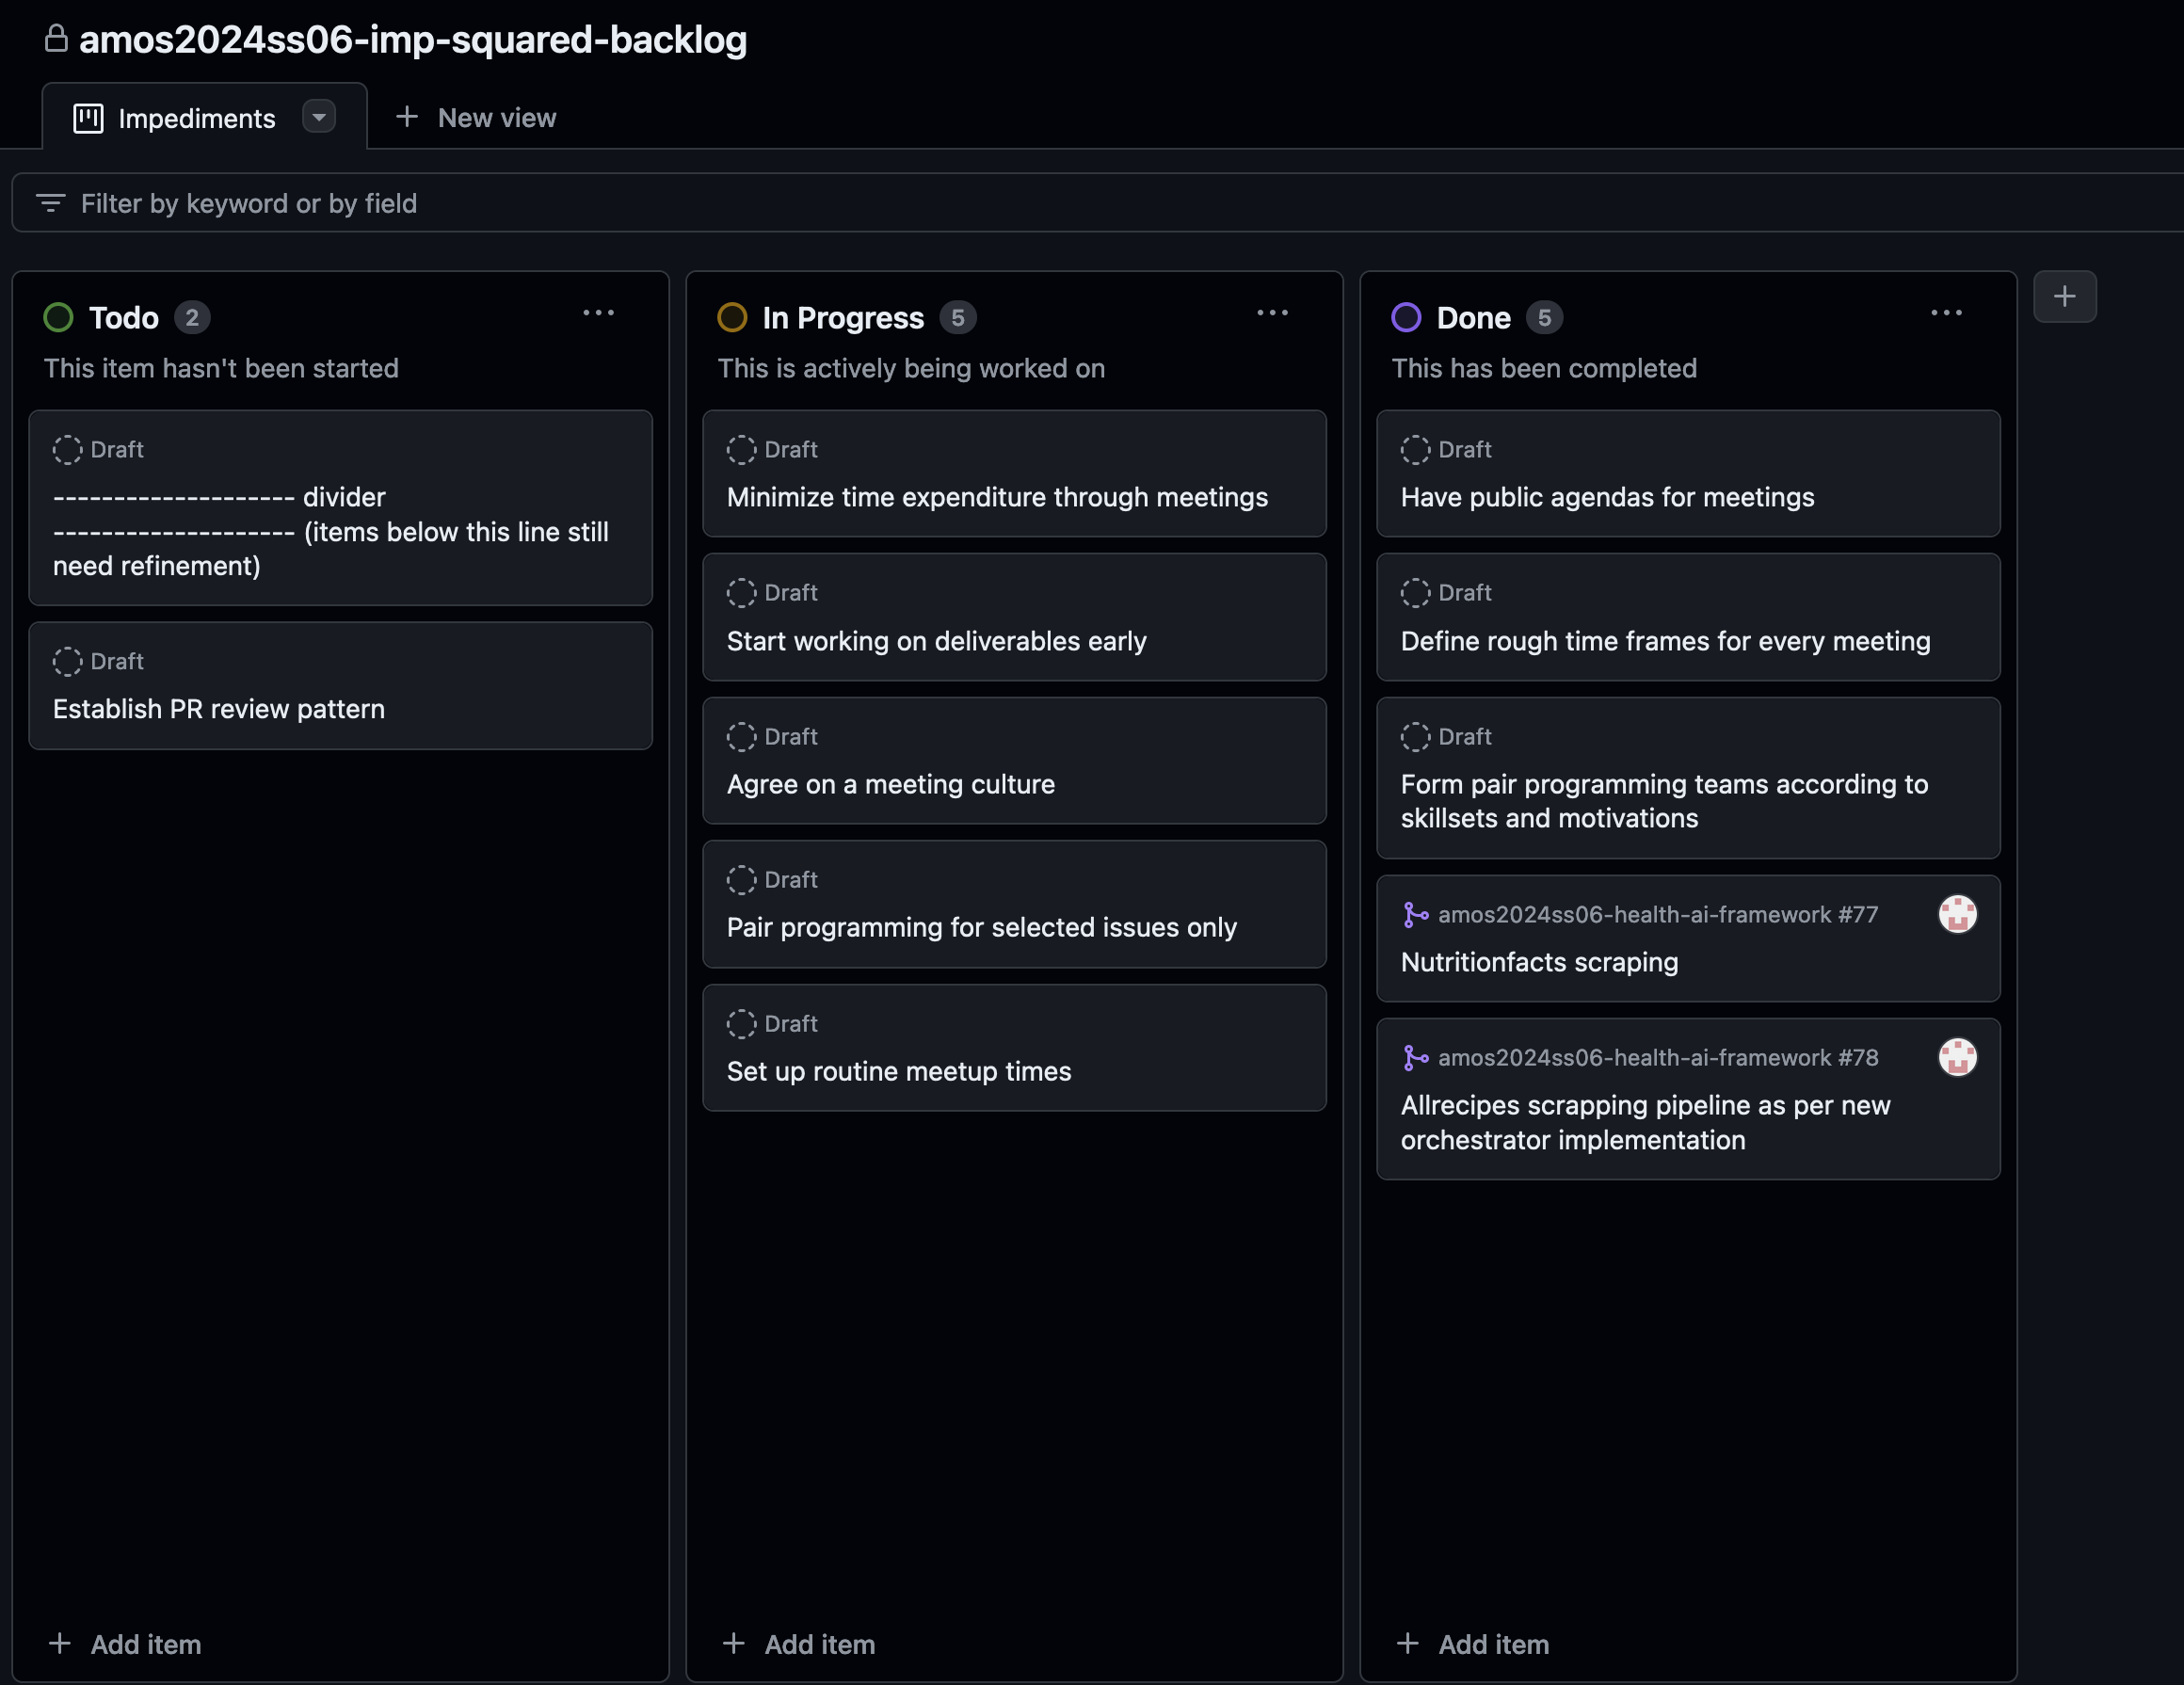 amos2024ss06-imp-squared-backlog
Impediments
New view
Filter by keyword or by field
Todo 2
This item hasn't been started
Draft
-------------------- divider
-------------------- (items below this line still
need refinement)
Draft
Establish PR review pattern
Add item
In Progress 5
This is actively being worked on
Draft
Minimize time expenditure through meetings
Draft
Start working on deliverables early
Draft
Agree on a meeting culture
Draft
Pair programming for selected issues only
Draft
Set up routine meetup times
Add item
Done 5
This has been completed
Draft
Have public agendas for meetings
Draft
Define rough time frames for every meeting
Draft
Form pair programming teams according to
skillsets and motivations
amos2024ss06-health-ai-framework #77
Nutritionfacts scraping
amos2024ss06-health-ai-framework #78
Allrecipes scrapping pipeline as per new
orchestrator implementation
Add item